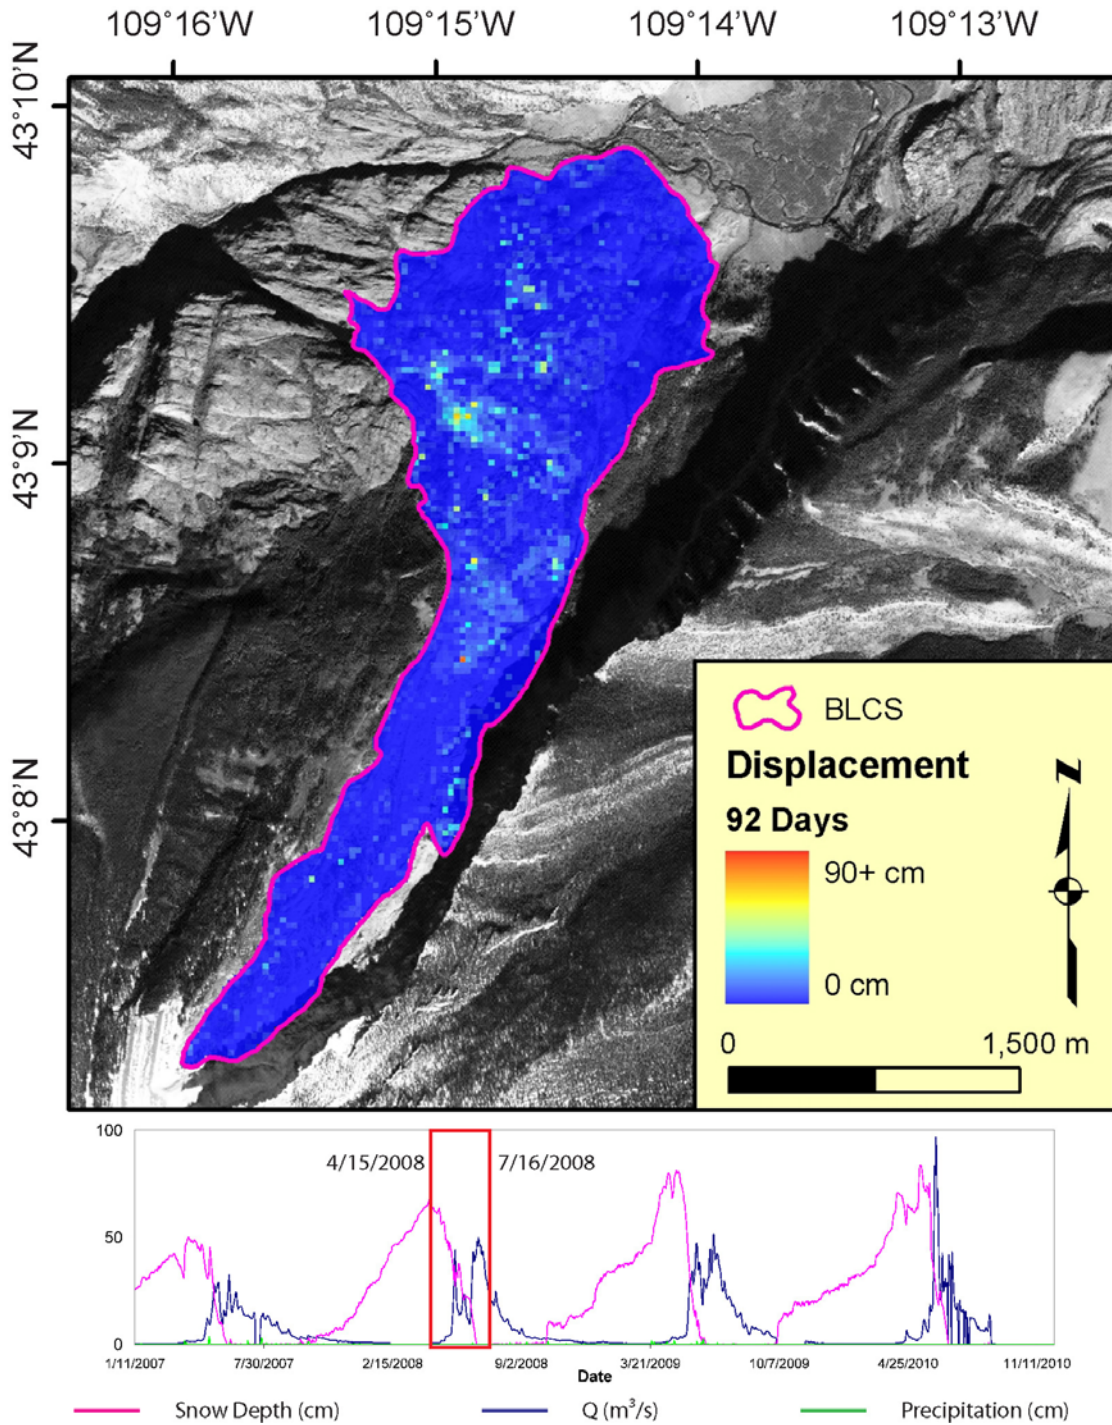 109°16’W 109°15’W 109°14’W 109°13’W
43°10’N
43°9’N
43°8’N
BLCS
Displacement
92 Days
90+ cm
0 cm
N
0 1,500 m
100
50
0
4/15/2008 7/16/2008
1/11/2007 7/30/2007 2/15/2008 9/2/2008 3/21/2009 10/7/2009 4/25/2010 11/11/2010
Date
Snow Depth (cm) Q (m³/s) Precipitation (cm)